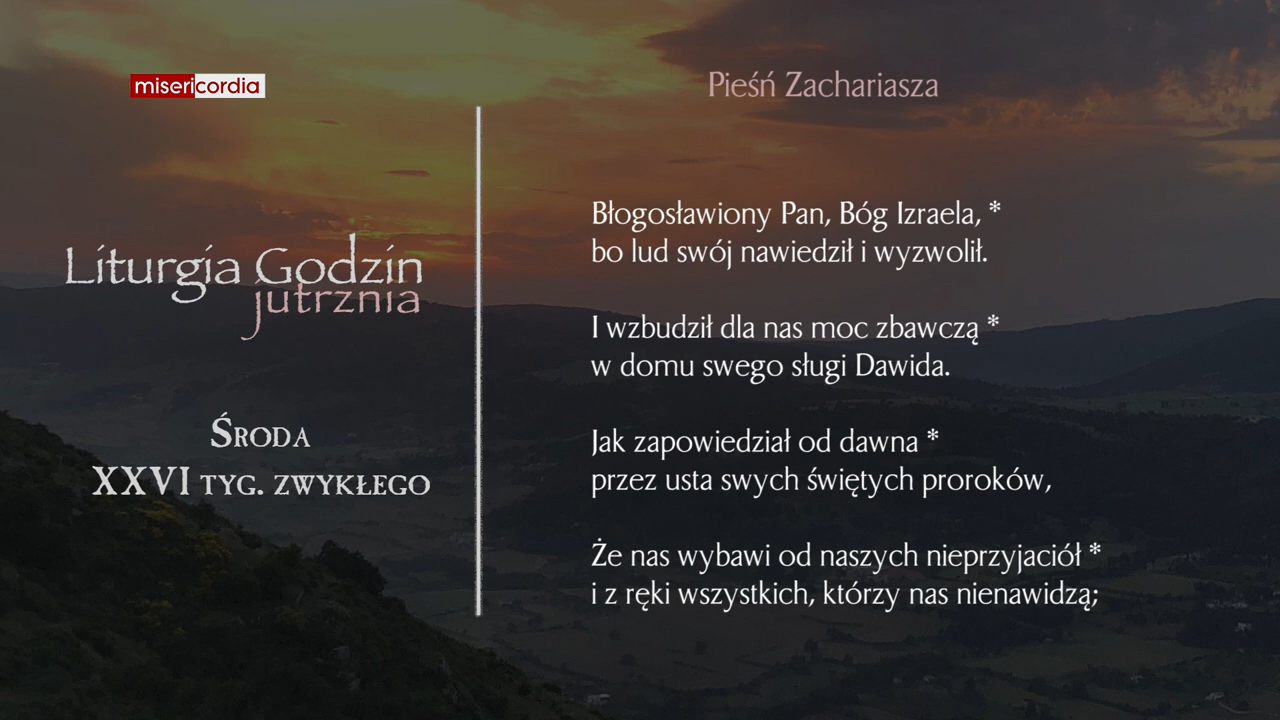 misericordia
Liturgia Godzin
jutrznia
Środa
XXVI tyg. zwykłego
Pieśń Zachariasza
Błogosławiony Pan, Bóg Izraela, *
bo lud swój nawiedził i wyzwolił.
I wzbudził dla nas moc zbawczą *
w domu swego sługi Dawida.
Jak zapowiedział od dawna *
przez usta swych świętych proroków,
Że nas wybawi od naszych nieprzyjaciół *
i z ręki wszystkich, którzy nas nienawidzą;